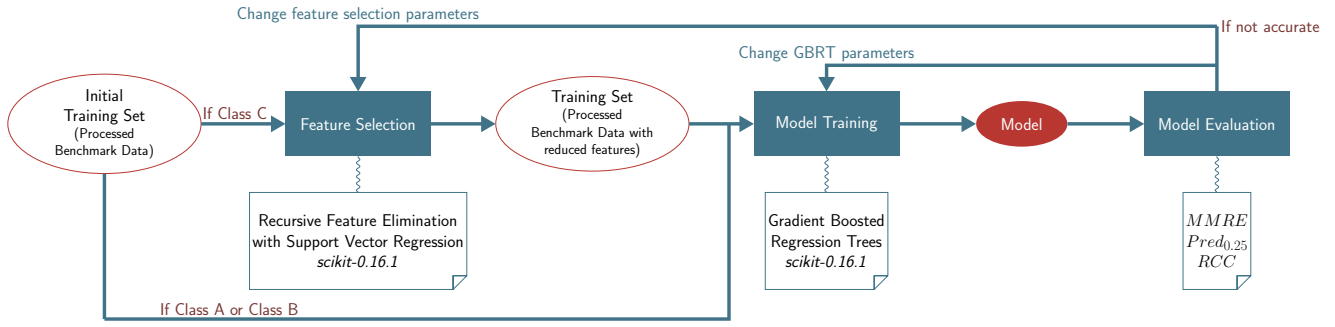 Change feature selection parameters
If not accurate
Change GBRT parameters
Initial
Training Set
(Processed
Benchmark Data)
If Class C
Feature Selection
Training Set
(Processed
Benchmark Data with
reduced features)
Model Training
Model
Model Evaluation
Recursive Feature Elimination
with Support Vector Regression
scikit-0.16.1
Gradient Boosted
Regression Trees
scikit-0.16.1
MMRE
Pred0.25
RCC
If Class A or Class B